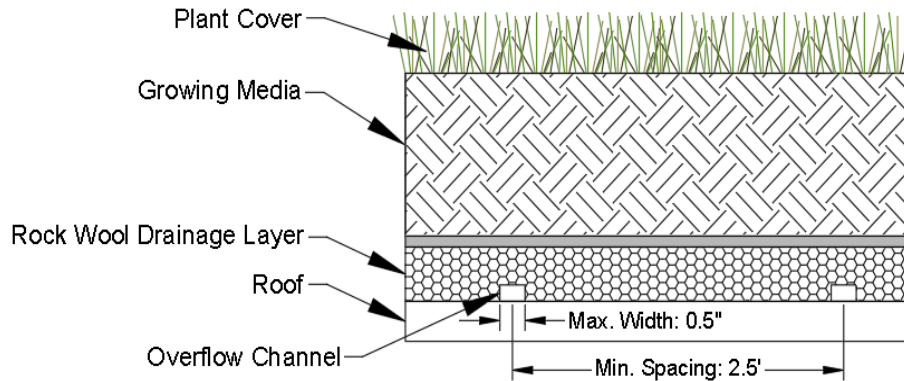 Plant Cover
Growing Media
Rock Wool Drainage Layer
Roof
Max. Width: 0.5"
Overflow Channel
Min. Spacing: 2.5'